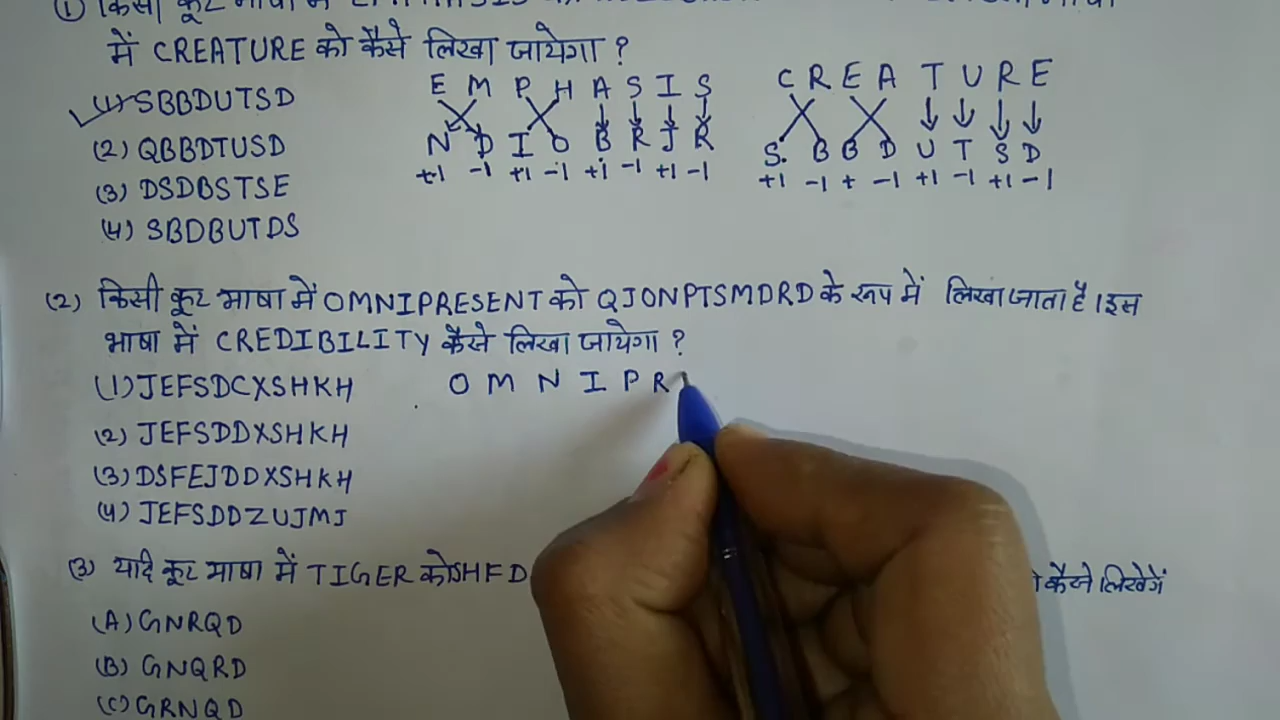 ① किसी कूट भाषा में
में CREATURE को कैसे लिखा जायेगा ?
(1) SBBDUTSD
(2) QBBDTUSD
(3) DSDBSTSE
(4) SBDBUTDS
E M P H A S I S
N D I O B R J R
+1 -1 +1 -1 +1 -1 +1 -1
C R E A T U R E
S. B B D U T S D
+1 -1 + -1 +1 -1 +1 -1
(2) किसी कूट भाषा में OMNIPRESENT को QJONPTSMDRD के रूप में लिखा जाता है। इस
भाषा में CREDIBILITY कैसे लिखा जायेगा ?
(1) JEFSDCXSHKH
(2) JEFSDDXSHKH
(3) DSFEJDDXSHKH
(4) JEFSDDZUJMJ
O M N I P R
(3) यदि कूट भाषा में TIGER को SHFD कैसे लिखेगें
(A) GNRQD
(B) GNQRD
(C) GRNQD